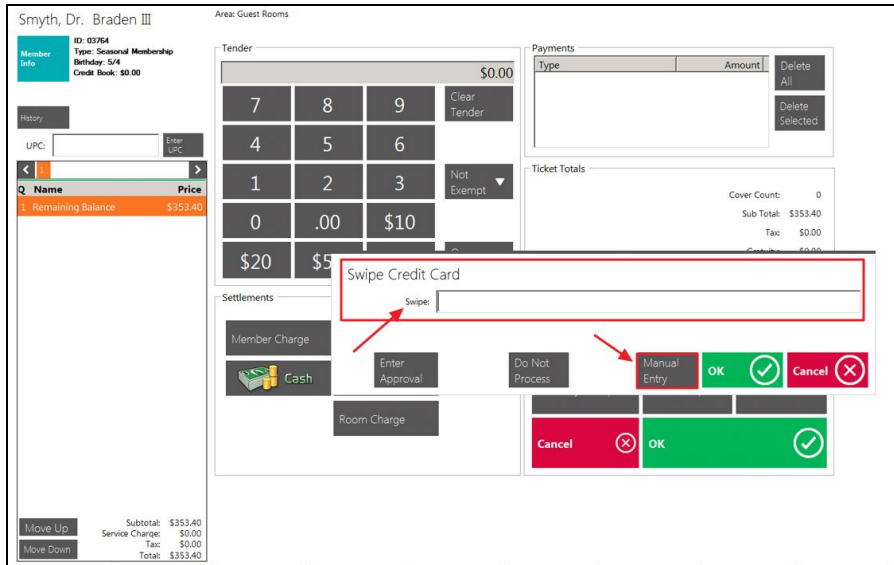 Smyth, Dr. Braden III
Area: Guest Rooms
Member Info
ID: 03764
Type: Seasonal Membership
Birthday: 5/4
Credit Book: $0.00
History
UPC:
Enter UPC
1
Q Name Price
1 Remaining Balance $353.40
Move Up
Move Down
Subtotal: $353.40
Service Charge: $0.00
Tax: $0.00
Total: $353.40
Tender
$0.00
7 8 9
Clear Tender
4 5 6
1 2 3
Not Exempt
0 .00 $10
$20
Settlements
Member Charge
Cash
Room Charge
Payments
Type Amount
Delete All
Delete Selected
Ticket Totals
Cover Count: 0
Sub Total: $353.40
Tax: $0.00
Swipe Credit Card
Swipe:
Enter Approval
Do Not Process
Manual Entry
OK
Cancel
Cancel
OK